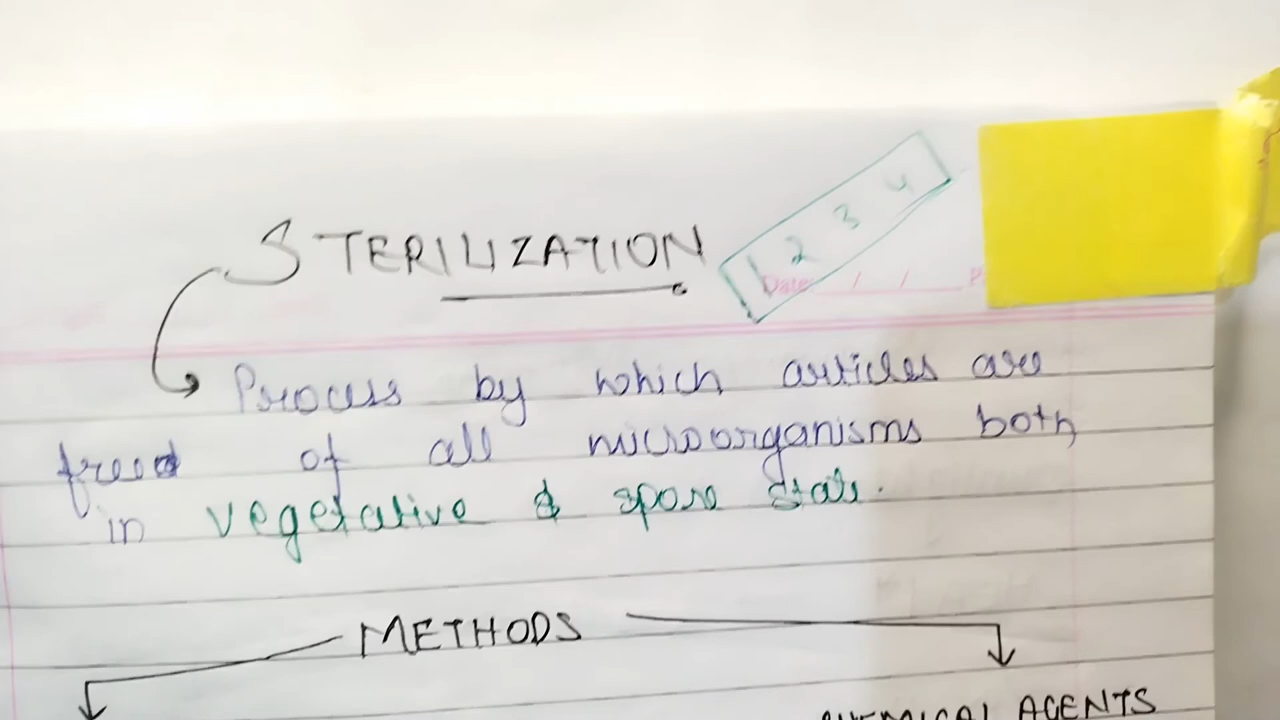 STERILIZATION
1 2 3 4
Date / / P
Process by which articles are
freed of all microorganisms both
in vegetative & spore state.
METHODS
CHEMICAL AGENTS